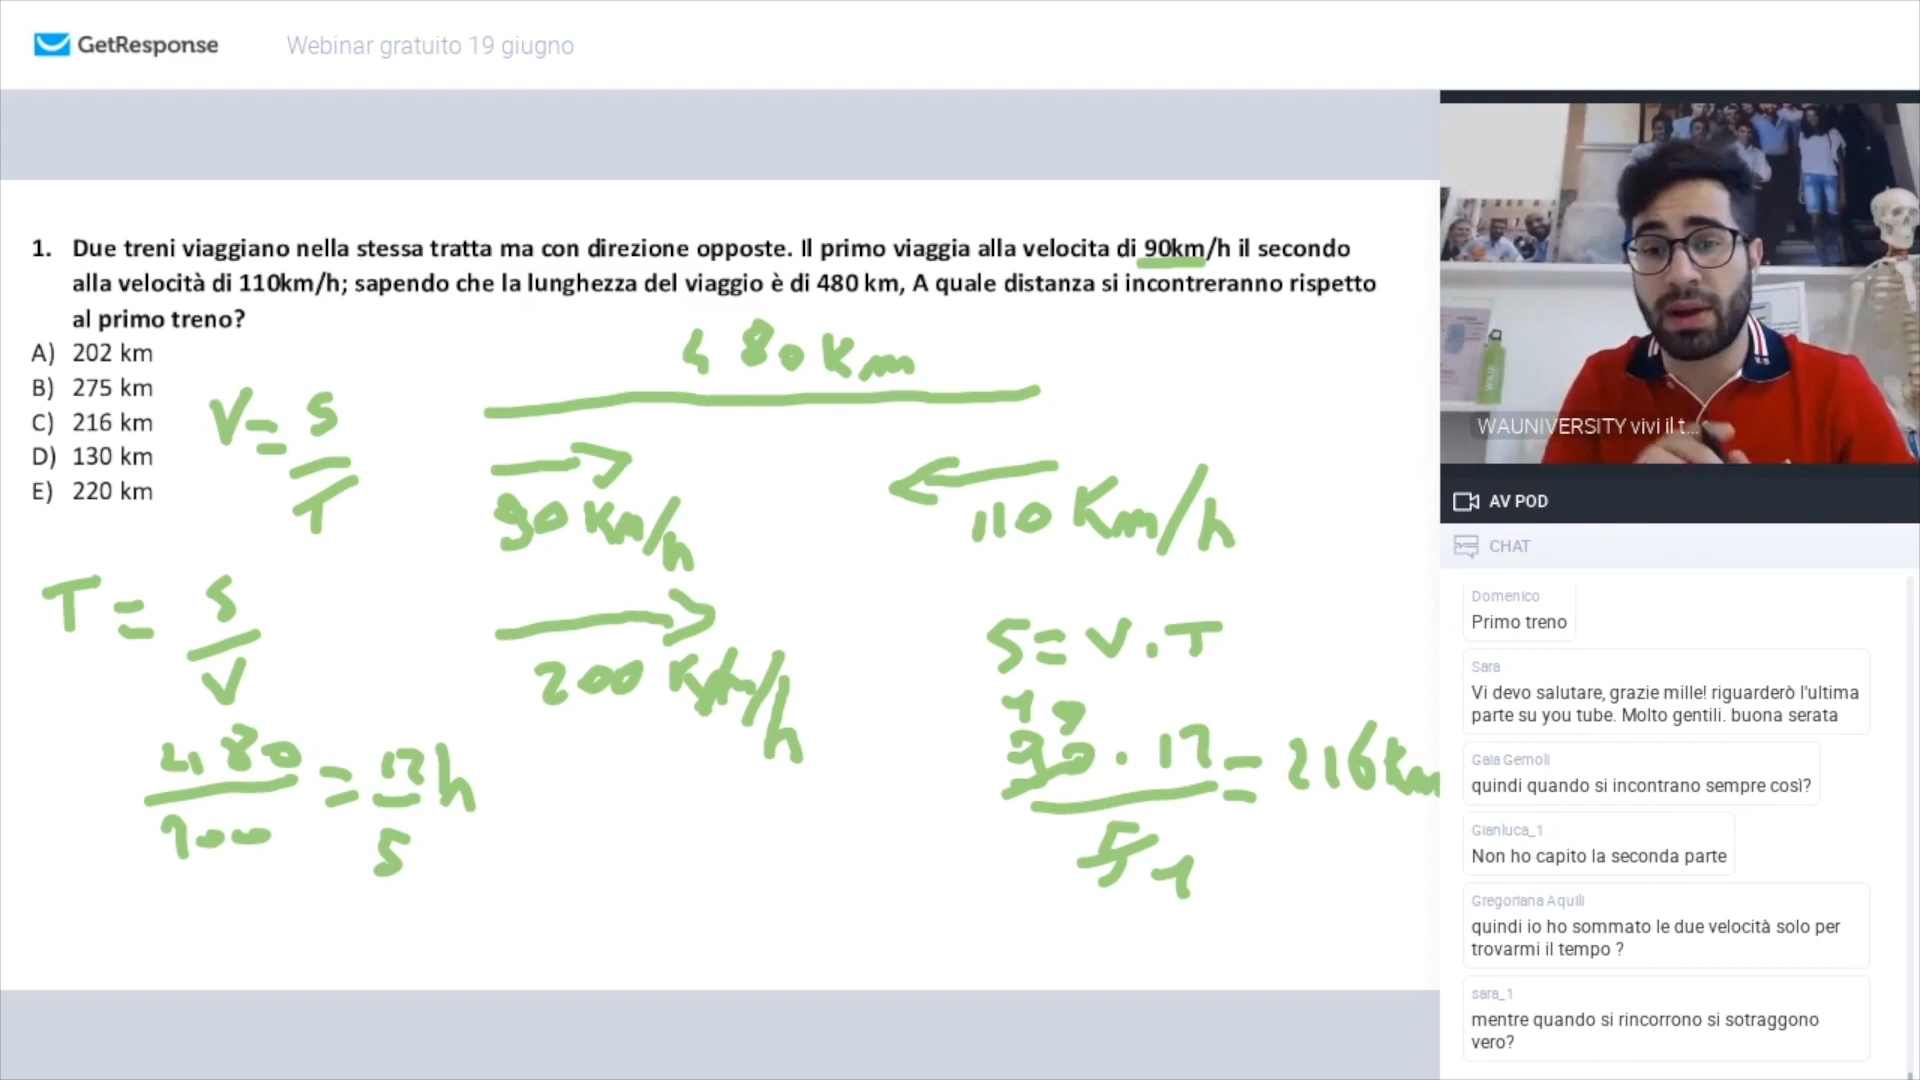 GetResponse
Webinar gratuito 19 giugno
1. Due treni viaggiano nella stessa tratta ma con direzione opposte. Il primo viaggia alla velocita di 90km/h il secondo
alla velocità di 110km/h; sapendo che la lunghezza del viaggio è di 480 km, A quale distanza si incontreranno rispetto
al primo treno?
A) 202 km
B) 275 km
C) 216 km
D) 130 km
E) 220 km
480 Km
V = S
T
90 Km/h
110 Km/h
T = S
V
200 Km/h
S = V . T
480
200
= 12 h
5
90 . 12 = 216 Km
5 1
WAUNIVERSITY vivi il t...
AV POD
CHAT
Domenico
Primo treno
Sara
Vi devo salutare, grazie mille! riguarderò l'ultima
parte su you tube. Molto gentili. buona serata
Gaia Gemoli
quindi quando si incontrano sempre così?
Gianluca_1
Non ho capito la seconda parte
Gregoriana Aquili
quindi io ho sommato le due velocità solo per
trovarmi il tempo ?
sara_1
mentre quando si rincorrono si sotraggono
vero?